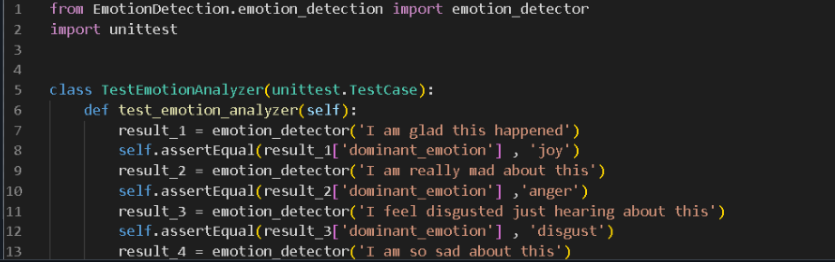 1 from EmotionDetection.emotion_detection import emotion_detector
2 import unittest
3
4
5 class TestEmotionAnalyzer(unittest.TestCase):
6     def test_emotion_analyzer(self):
7         result_1 = emotion_detector('I am glad this happened')
8         self.assertEqual(result_1['dominant_emotion'] , 'joy')
9         result_2 = emotion_detector('I am really mad about this')
10         self.assertEqual(result_2['dominant_emotion'] ,'anger')
11         result_3 = emotion_detector('I feel disgusted just hearing about this')
12         self.assertEqual(result_3['dominant_emotion'] , 'disgust')
13         result_4 = emotion_detector('I am so sad about this')